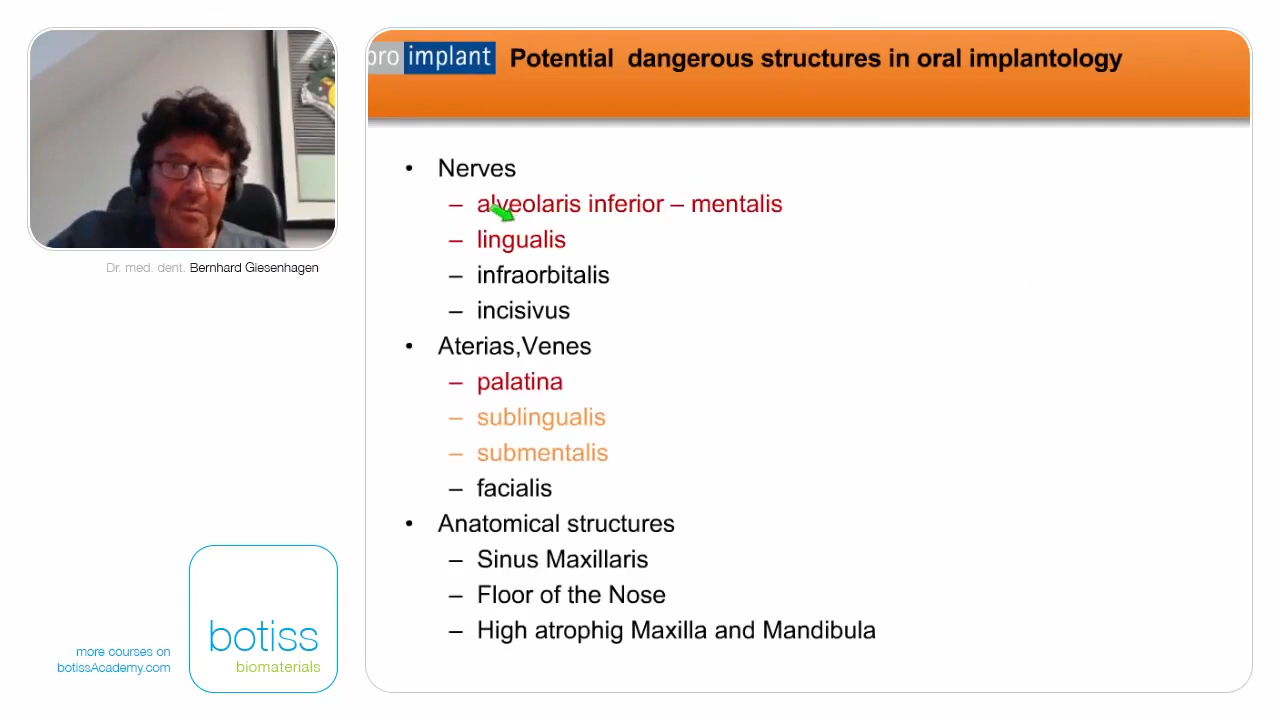 pro implant
Potential dangerous structures in oral implantology
• Nerves
– alveolaris inferior – mentalis
– lingualis
– infraorbitalis
– incisivus
• Aterias,Venes
– palatina
– sublingualis
– submentalis
– facialis
• Anatomical structures
– Sinus Maxillaris
– Floor of the Nose
– High atrophig Maxilla and Mandibula
Dr. med. dent. Bernhard Giesenhagen
botiss
biomaterials
more courses on
botissAcademy.com